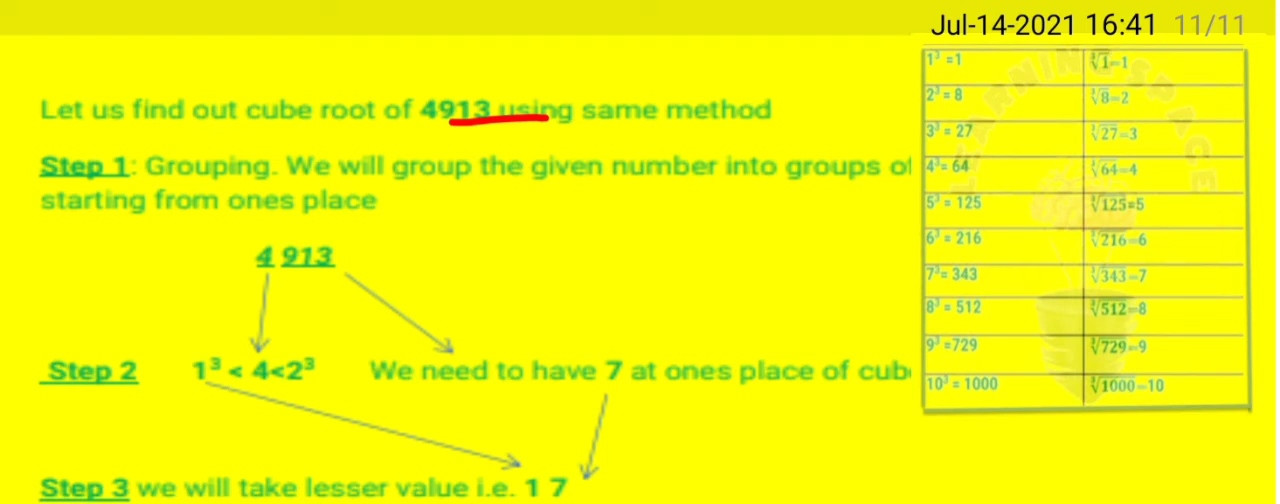 Jul-14-2021 16:41 11/11
Let us find out cube root of 4913 using same method
Step 1: Grouping. We will group the given number into groups of
starting from ones place
4 913
Step 2 1³ < 4<2³ We need to have 7 at ones place of cub
Step 3 we will take lesser value i.e. 1 7
1³ =1 ∛1=1
2³ = 8 ∛8=2
3³ = 27 ∛27=3
4³= 64 ∛64=4
5³ = 125 ∛125=5
6³ = 216 ∛216=6
7³= 343 ∛343=7
8³ = 512 ∛512=8
9³ =729 ∛729=9
10³ = 1000 ∛1000=10
LEARNING SPACE